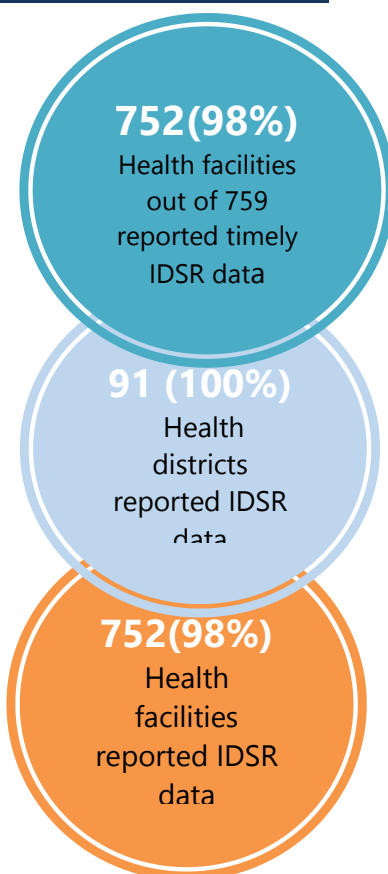 752(98%)
Health facilities
out of 759
reported timely
IDSR data
91 (100%)
Health
districts
reported IDSR
data
752(98%)
Health
facilities
reported IDSR
data